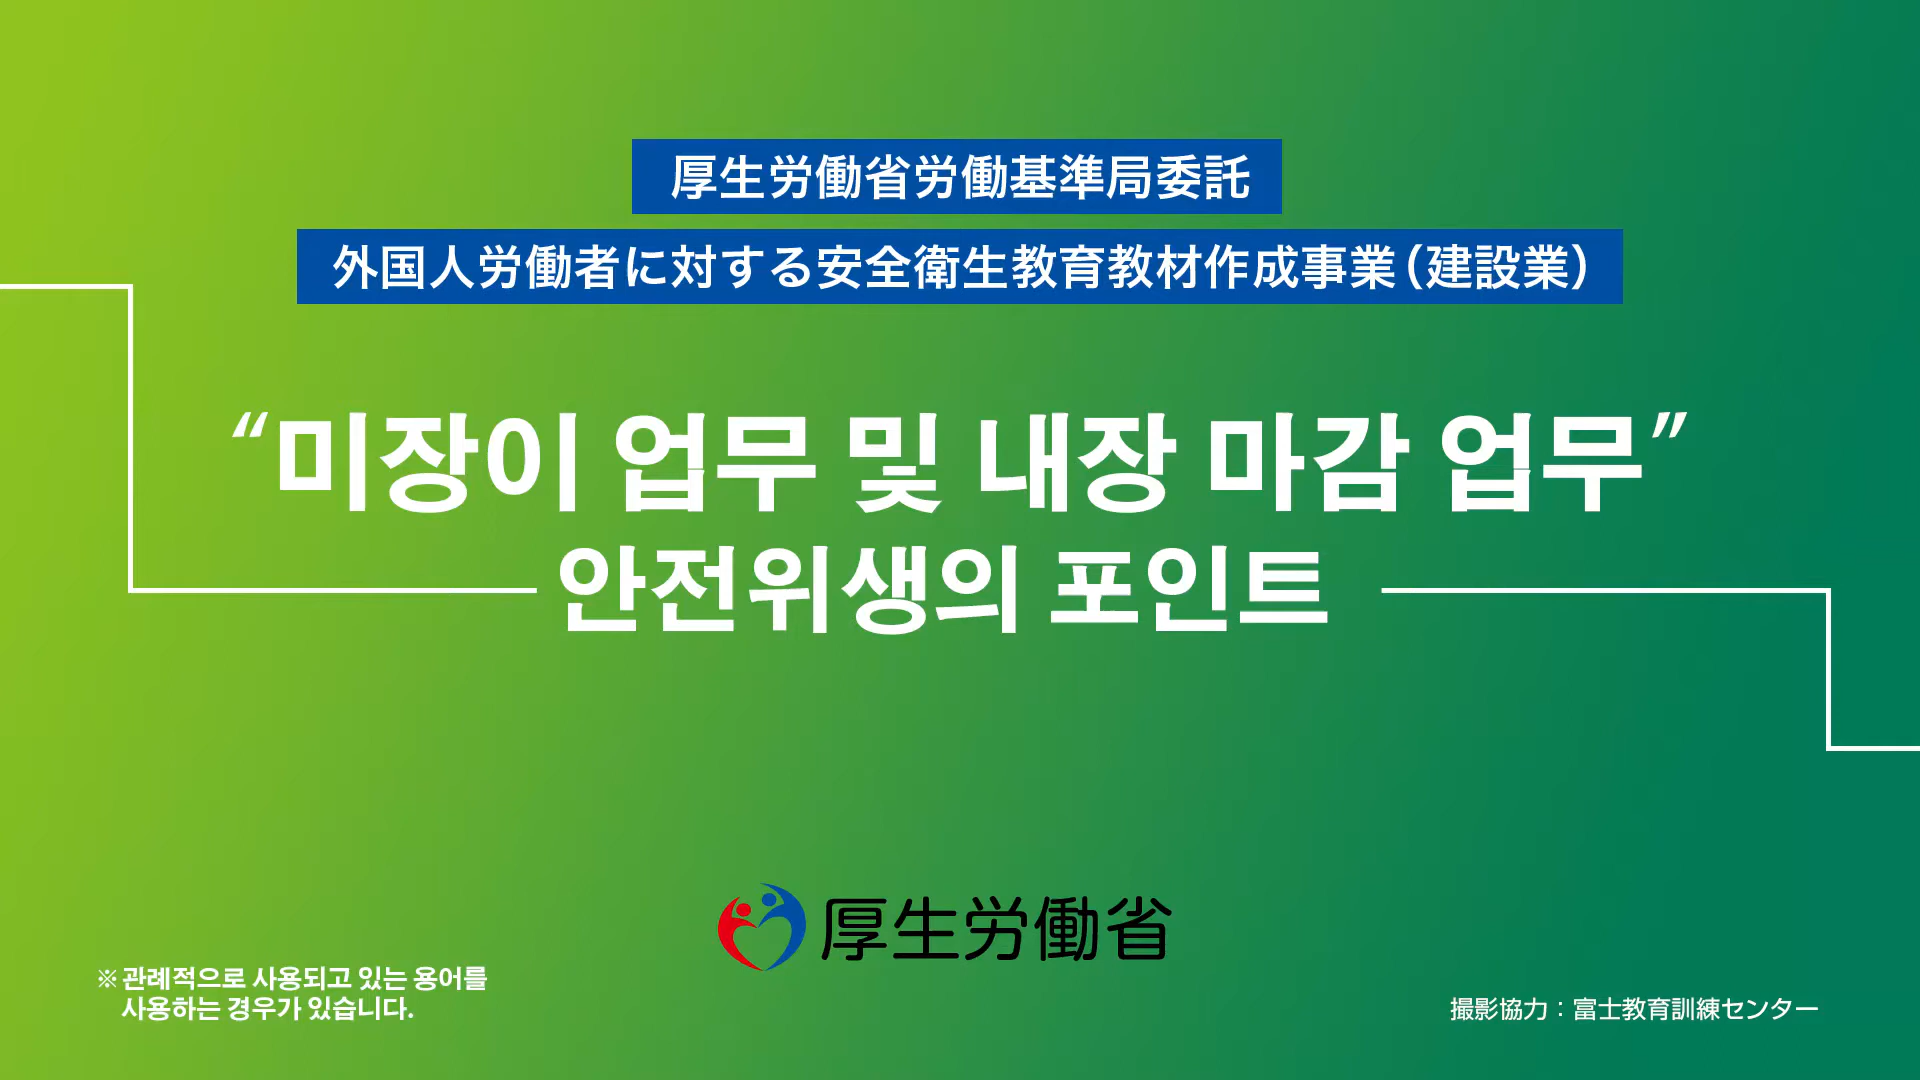 厚生労働省労働基準局委託
外国人労働者に対する安全衛生教育教材作成事業（建設業）
“미장이 업무 및 내장 마감 업무”
안전위생의 포인트
厚生労働省
※관례적으로 사용되고 있는 용어를
사용하는 경우가 있습니다.
撮影協力：富士教育訓練センター